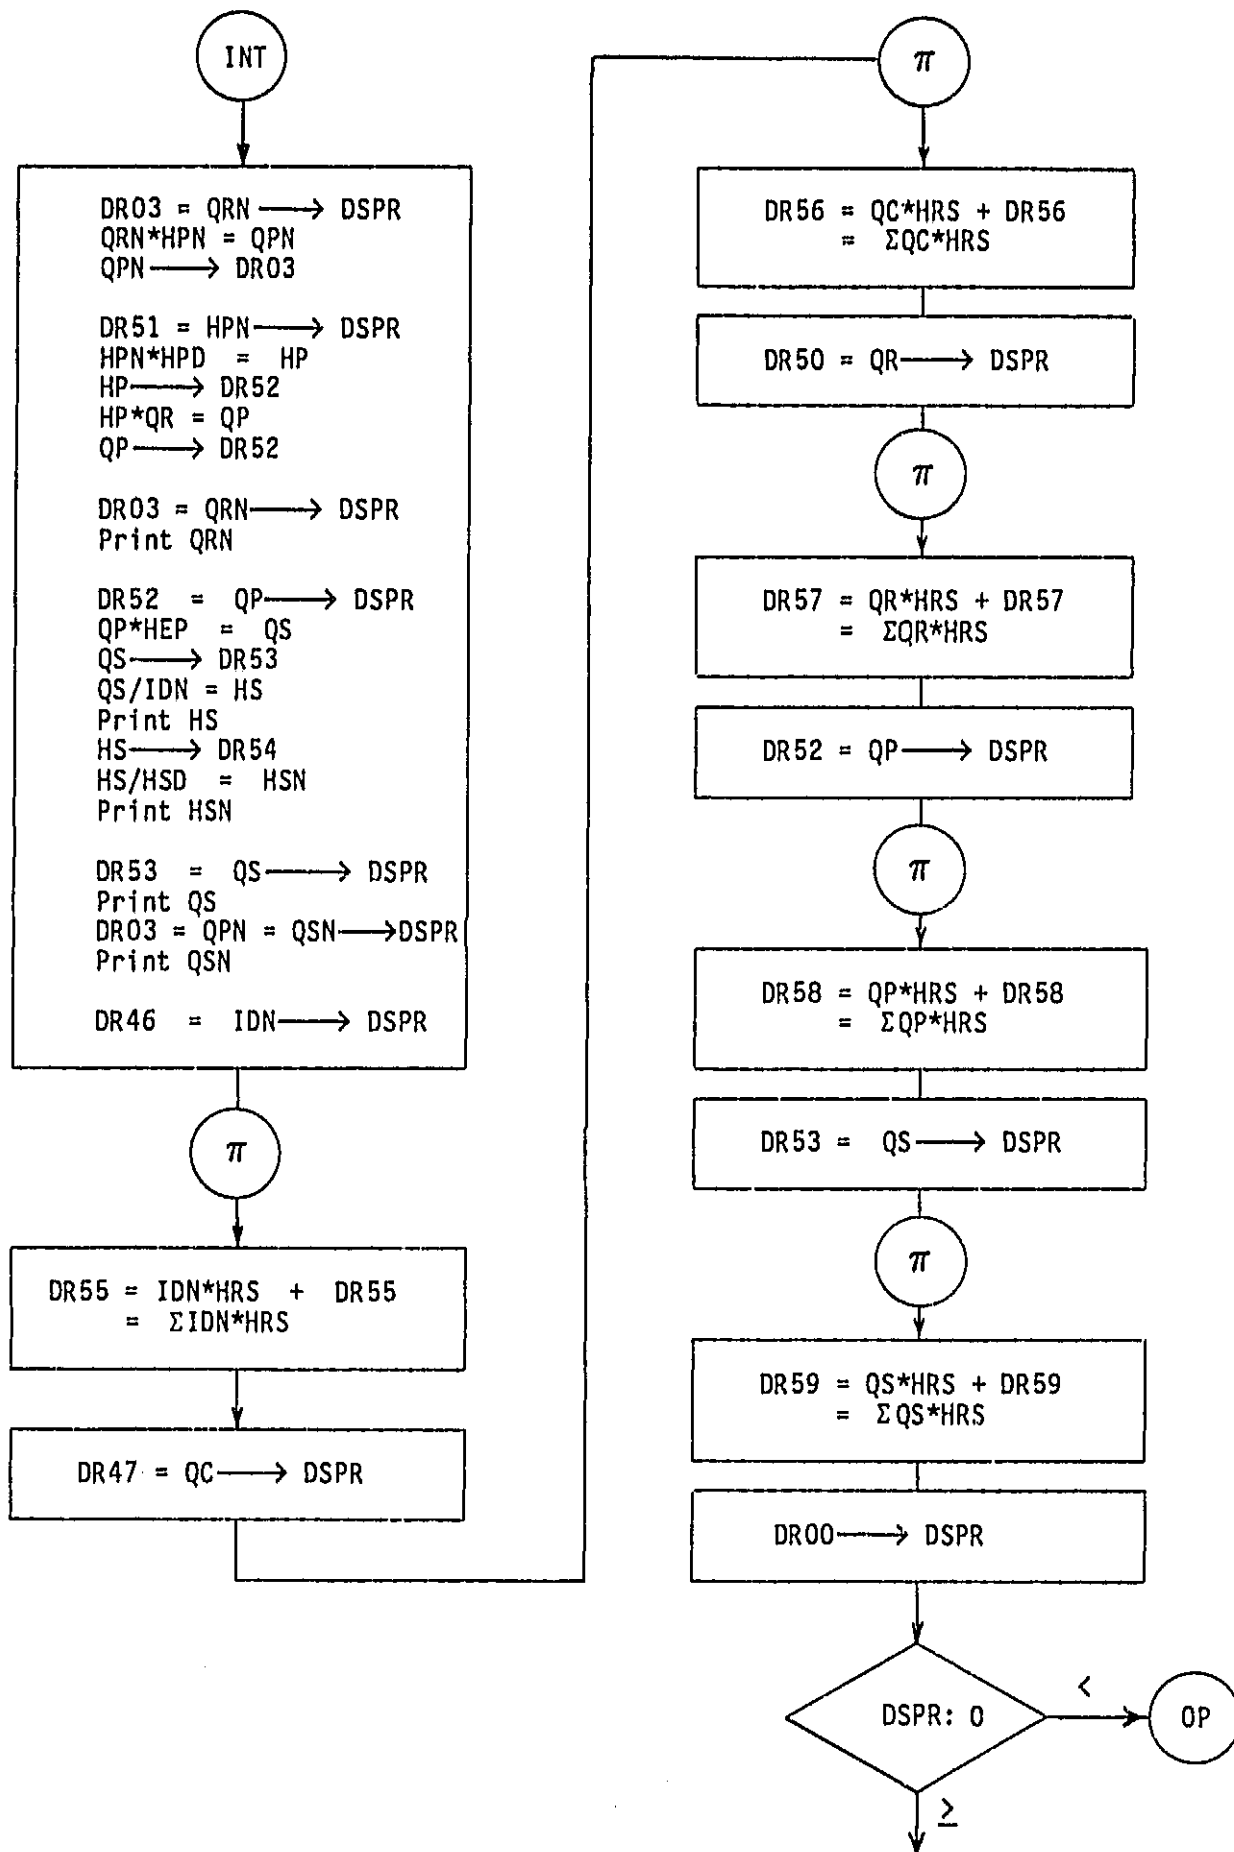 INT
DR03 = QRN ⟶ DSPR
QRN*HPN = QPN
QPN ⟶ DR03
DR51 = HPN ⟶ DSPR
HPN*HPD = HP
HP ⟶ DR52
HP*QR = QP
QP ⟶ DR52
DR03 = QRN ⟶ DSPR
Print QRN
DR52 = QP ⟶ DSPR
QP*HEP = QS
QS ⟶ DR53
QS/IDN = HS
Print HS
HS ⟶ DR54
HS/HSD = HSN
Print HSN
DR53 = QS ⟶ DSPR
Print QS
DR03 = QPN = QSN ⟶ DSPR
Print QSN
DR46 = IDN ⟶ DSPR
π
DR55 = IDN*HRS + DR55
= ΣIDN*HRS
DR47 = QC ⟶ DSPR
π
DR56 = QC*HRS + DR56
= ΣQC*HRS
DR50 = QR ⟶ DSPR
π
DR57 = QR*HRS + DR57
= ΣQR*HRS
DR52 = QP ⟶ DSPR
π
DR58 = QP*HRS + DR58
= ΣQP*HRS
DR53 = QS ⟶ DSPR
π
DR59 = QS*HRS + DR59
= ΣQS*HRS
DR00 ⟶ DSPR
DSPR: 0
<
OP
≥